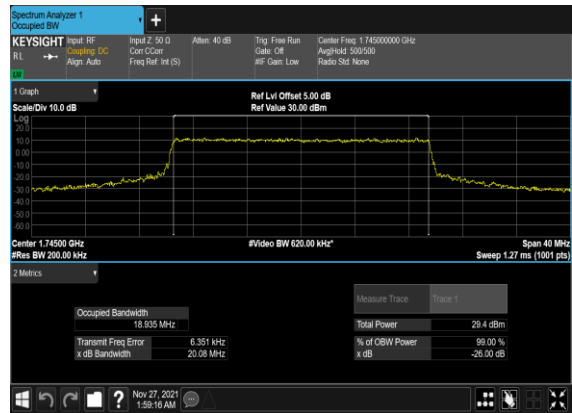 Spectrum Analyzer 1
Occupied BW
+
KEYSIGHT Input: RF Input Z: 50 Ω Atten: 40 dB Trig: Free Run Center Freq: 1.745000000 GHz
Coupling: DC Corr CCorr Gate: Off Avg|Hold: 500/500
RL Align: Auto Freq Ref: Int (S) #IF Gain: Low Radio Std: None
LW
1 Graph
Ref Lvl Offset 5.00 dB
Scale/Div 10.0 dB Ref Value 30.00 dBm
Log
20.0
10.0
0.00
-10.0
-20.0
-30.0
-40.0
-50.0
-60.0
Center 1.74500 GHz #Video BW 620.00 kHz* Span 40 MHz
#Res BW 200.00 kHz Sweep 1.27 ms (1001 pts)
2 Metrics
Measure Trace Trace 1
Occupied Bandwidth
18.935 MHz Total Power 29.4 dBm
Transmit Freq Error 6.351 kHz % of OBW Power 99.00 %
x dB Bandwidth 20.08 MHz x dB -26.00 dB
? Nov 27, 2021
1:59:16 AM